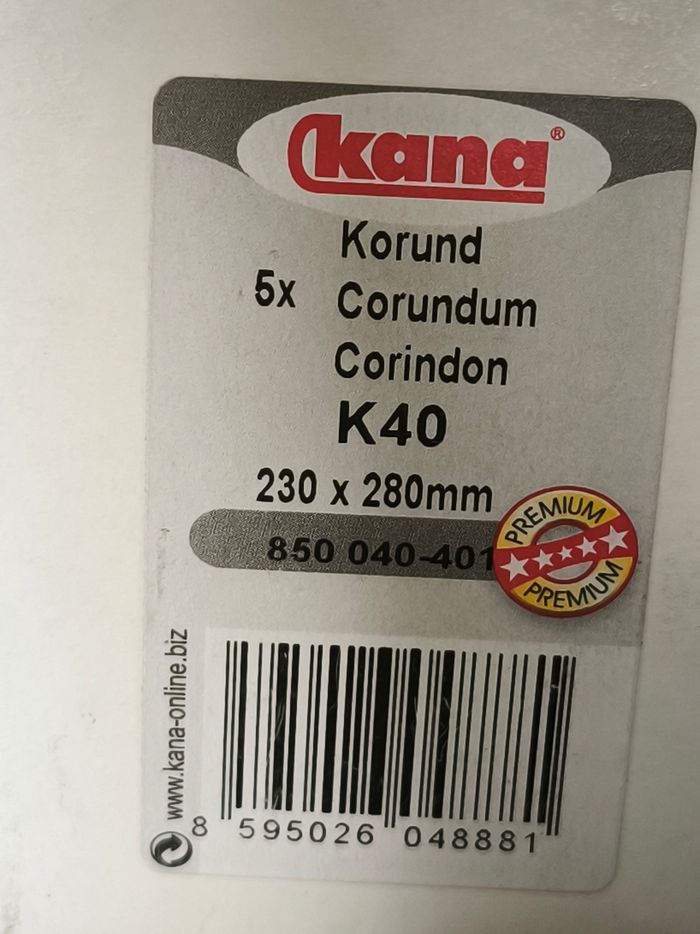 kana®
Korund
5x Corundum
Corindon
K40
230 x 280mm
850 040-401
PREMIUM
PREMIUM
www.kana-online.biz
8 595026 048881